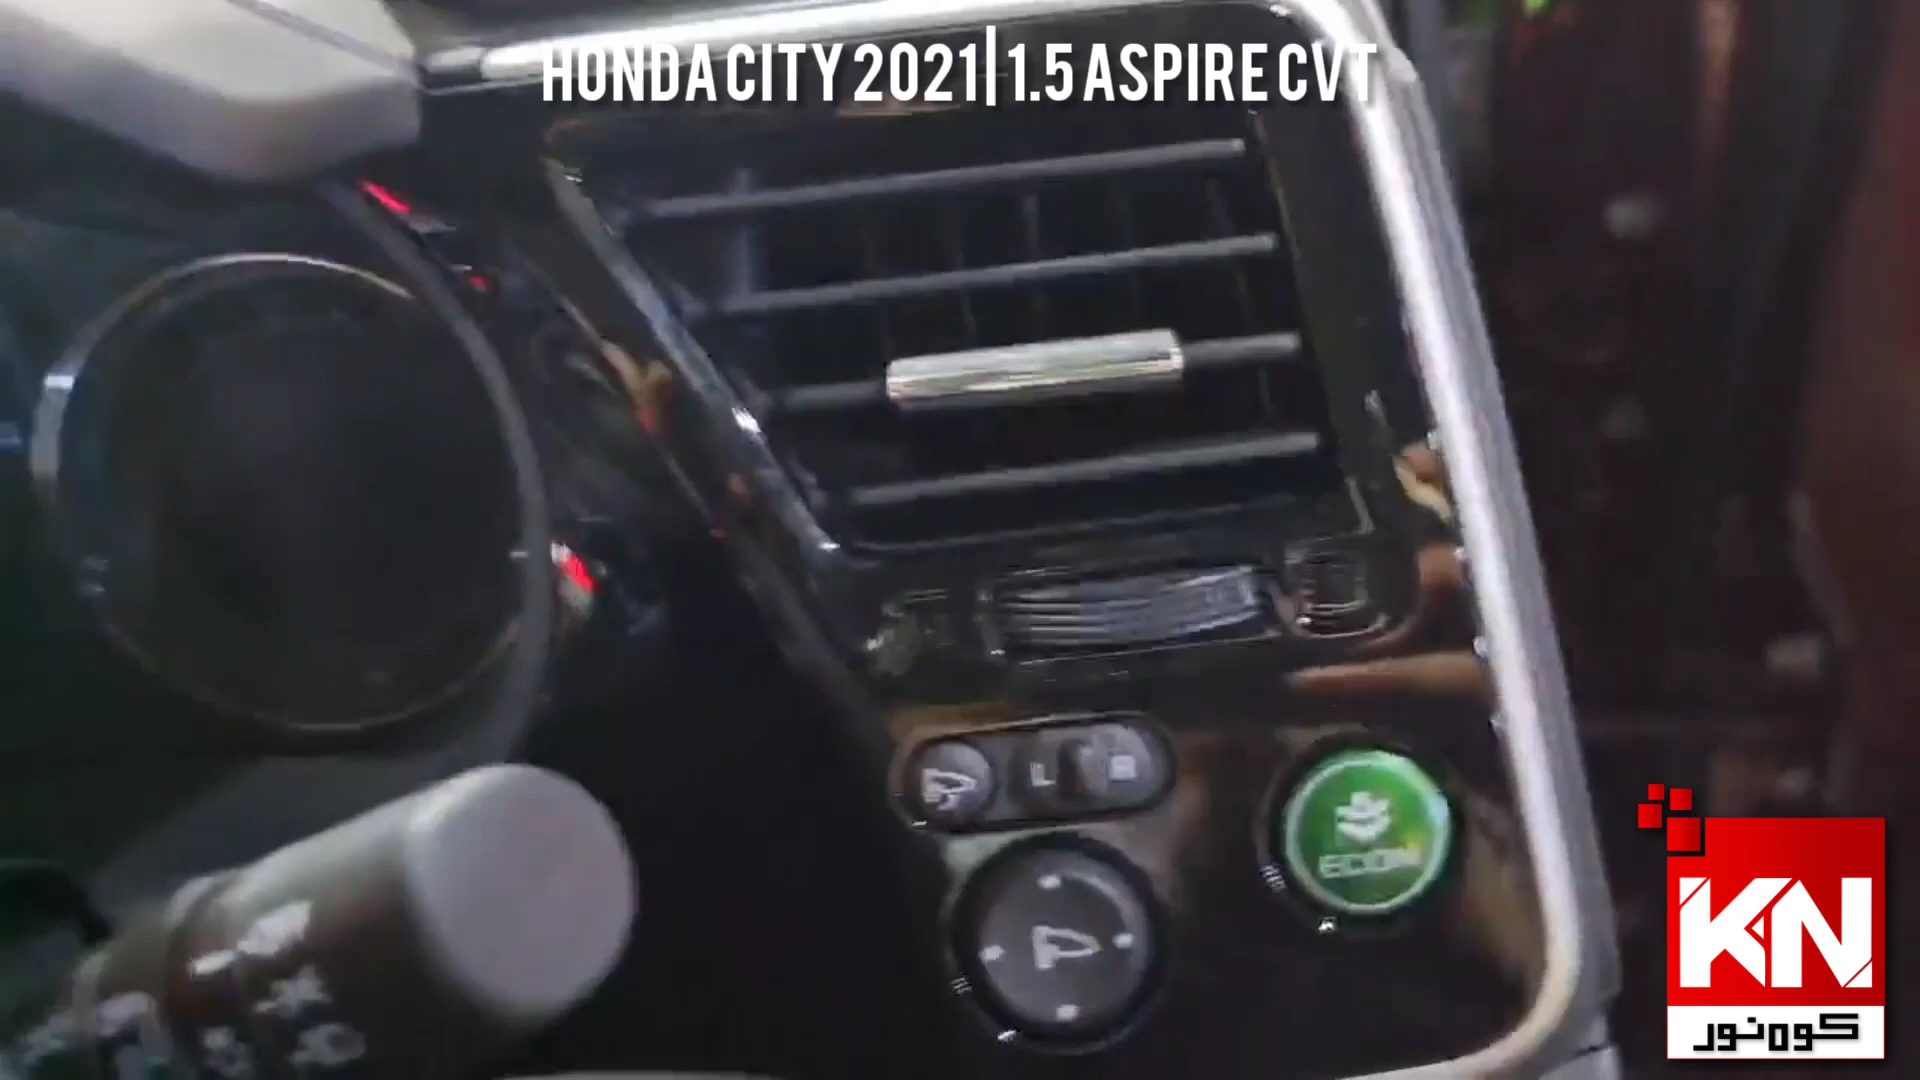 HONDA CITY 2021| 1.5 ASPIRE CVT
L
ECON
KN
کوہ نور